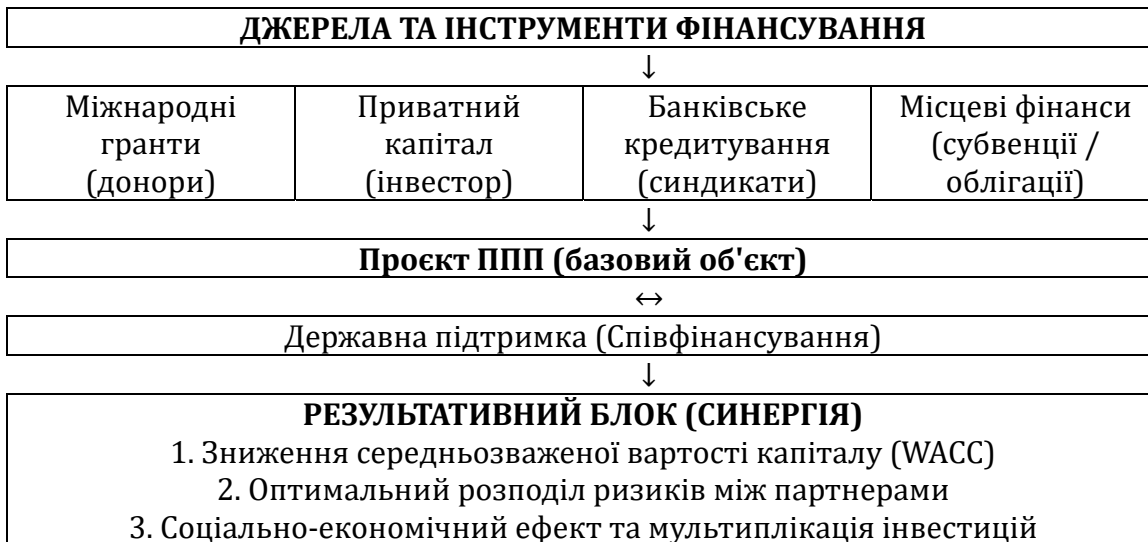 ДЖЕРЕЛА ТА ІНСТРУМЕНТИ ФІНАНСУВАННЯ
↓
Міжнародні гранти (донори)
Приватний капітал (інвестор)
Банківське кредитування (синдикати)
Місцеві фінанси (субвенції / облігації)
↓
Проєкт ППП (базовий об'єкт)
↔
Державна підтримка (Співфінансування)
↓
РЕЗУЛЬТАТИВНИЙ БЛОК (СИНЕРГІЯ)
1. Зниження середньозваженої вартості капіталу (WACC)
2. Оптимальний розподіл ризиків між партнерами
3. Соціально-економічний ефект та мультиплікація інвестицій